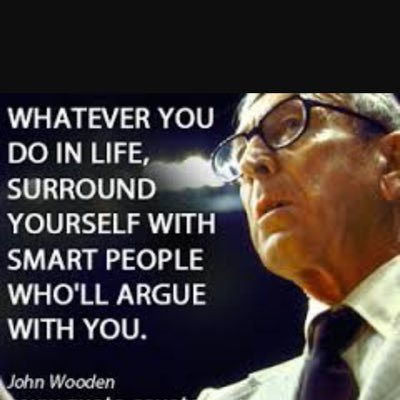 WHATEVER YOU
DO IN LIFE,
SURROUND
YOURSELF WITH
SMART PEOPLE
WHO'LL ARGUE
WITH YOU.
John Wooden